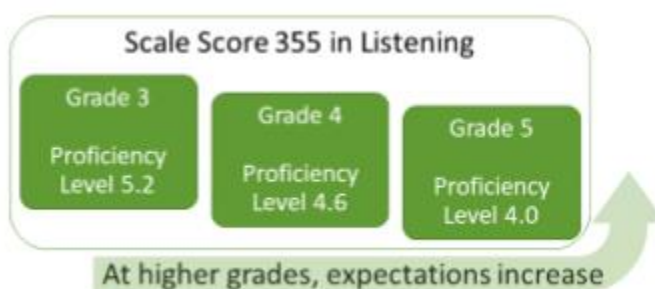 Scale Score 355 in Listening
Grade 3
Proficiency
Level 5.2
Grade 4
Proficiency
Level 4.6
Grade 5
Proficiency
Level 4.0
At higher grades, expectations increase